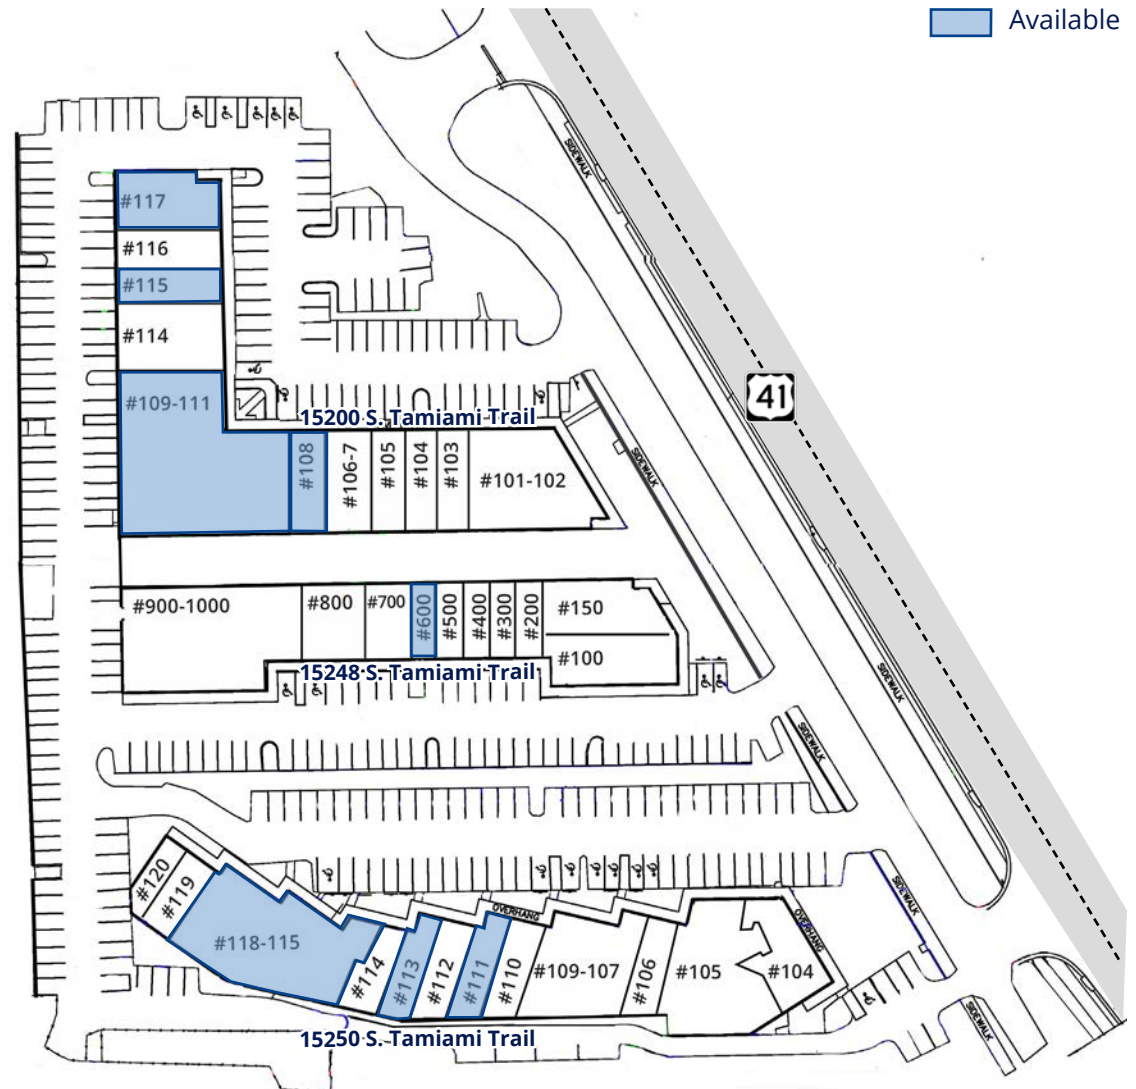 Available
SIDEWALK
#117
#116
#115
#114
41
#109-111
15200 S. Tamiami Trail
#108
#106-7
#105
#104
#103
#101-102
SIDEWALK
#900-1000
#800
#700
#600
#500
#400
#300
#200
#150
#100
15248 S. Tamiami Trail
SIDEWALK
SIDEWALK
#120
#119
#118-115
#114
#113
#112
#111
#110
#109-107
#106
#105
#104
OVERHANG
OVERHANG
SIDEWALK
15250 S. Tamiami Trail
SIDEWALK